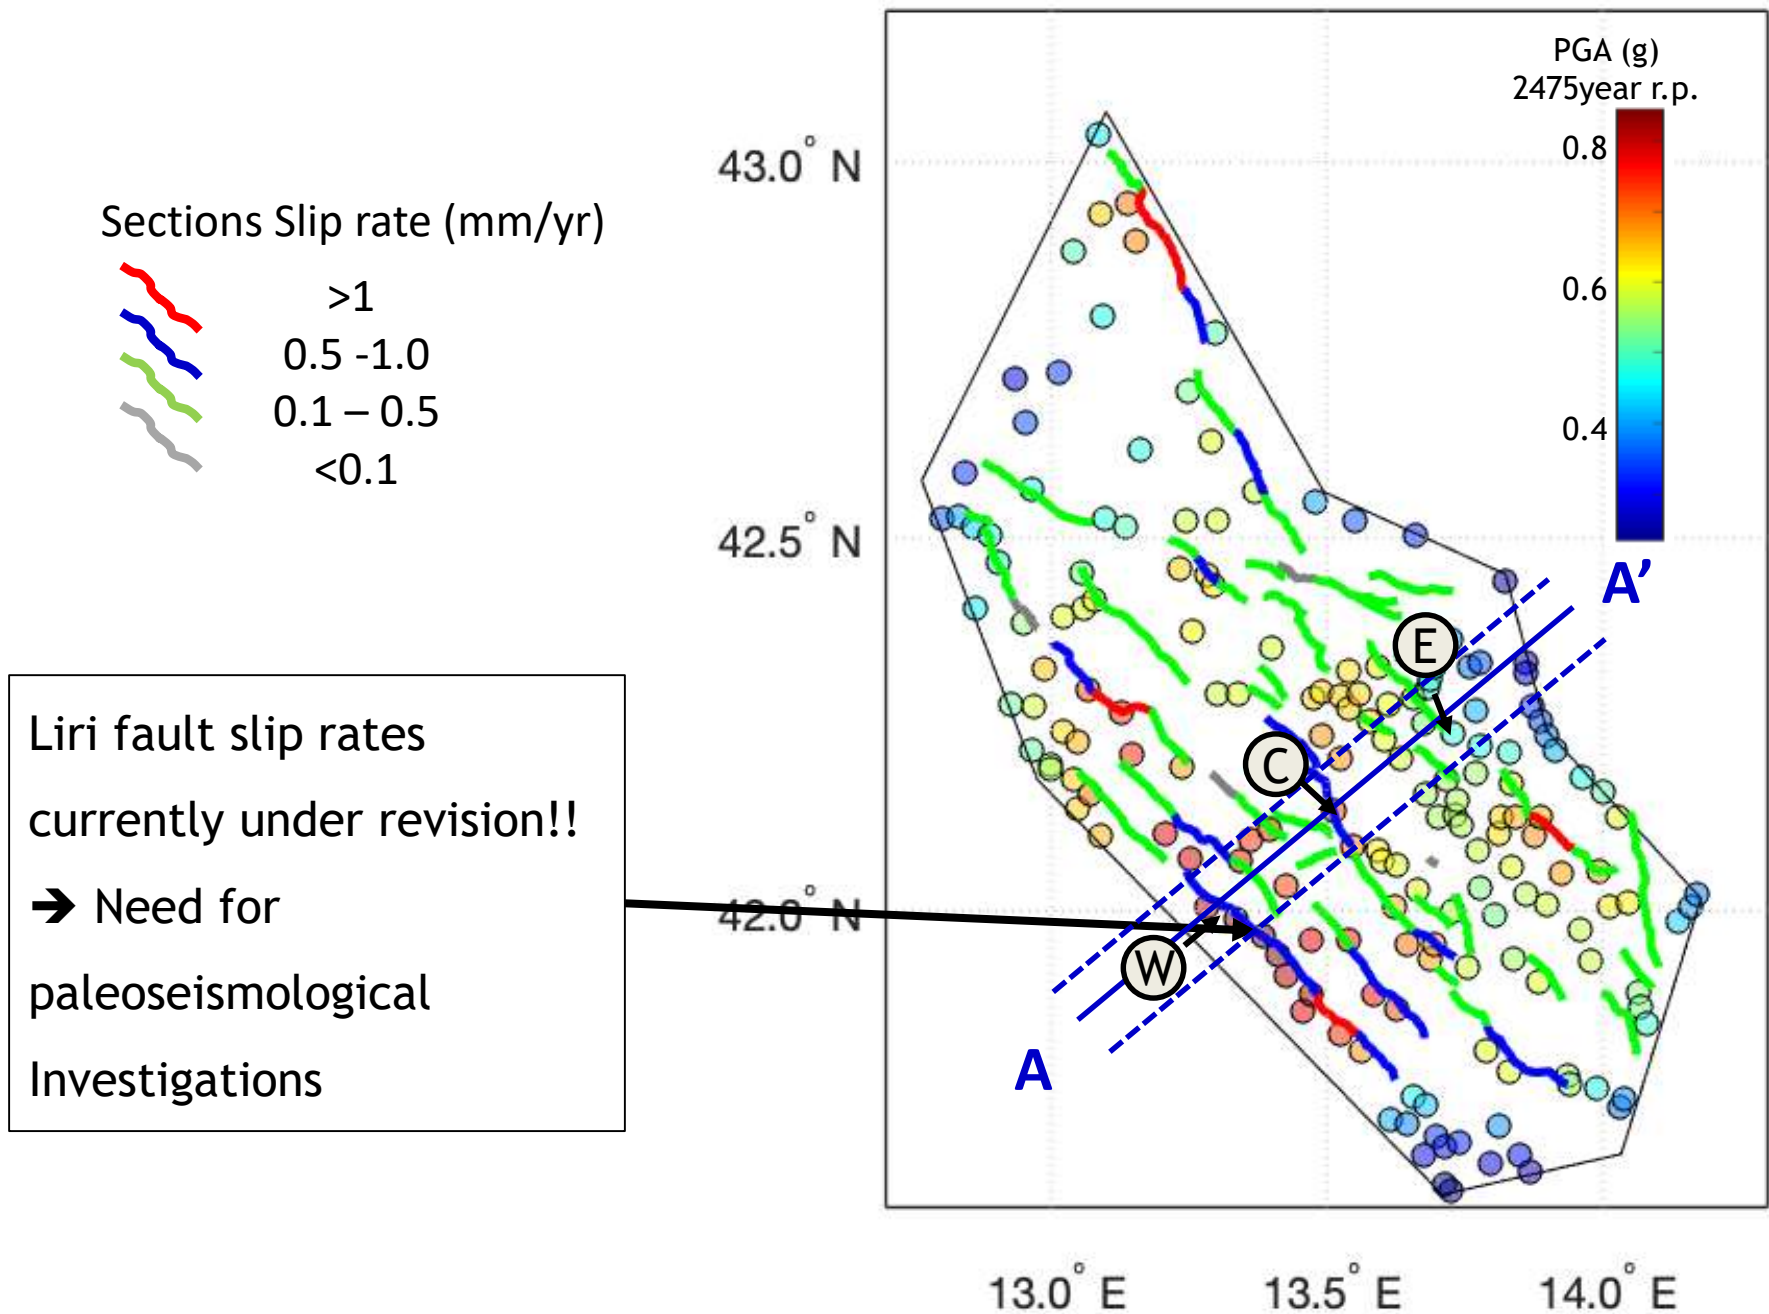 PGA (g)
2475year r.p.
0.8
0.6
0.4
43.0° N
42.5° N
42.0° N
13.0° E
13.5° E
14.0° E
Sections Slip rate (mm/yr)
>1
0.5 -1.0
0.1 – 0.5
<0.1
A'
E
C
W
A
Liri fault slip rates
currently under revision!!
➔ Need for
paleoseismological
Investigations